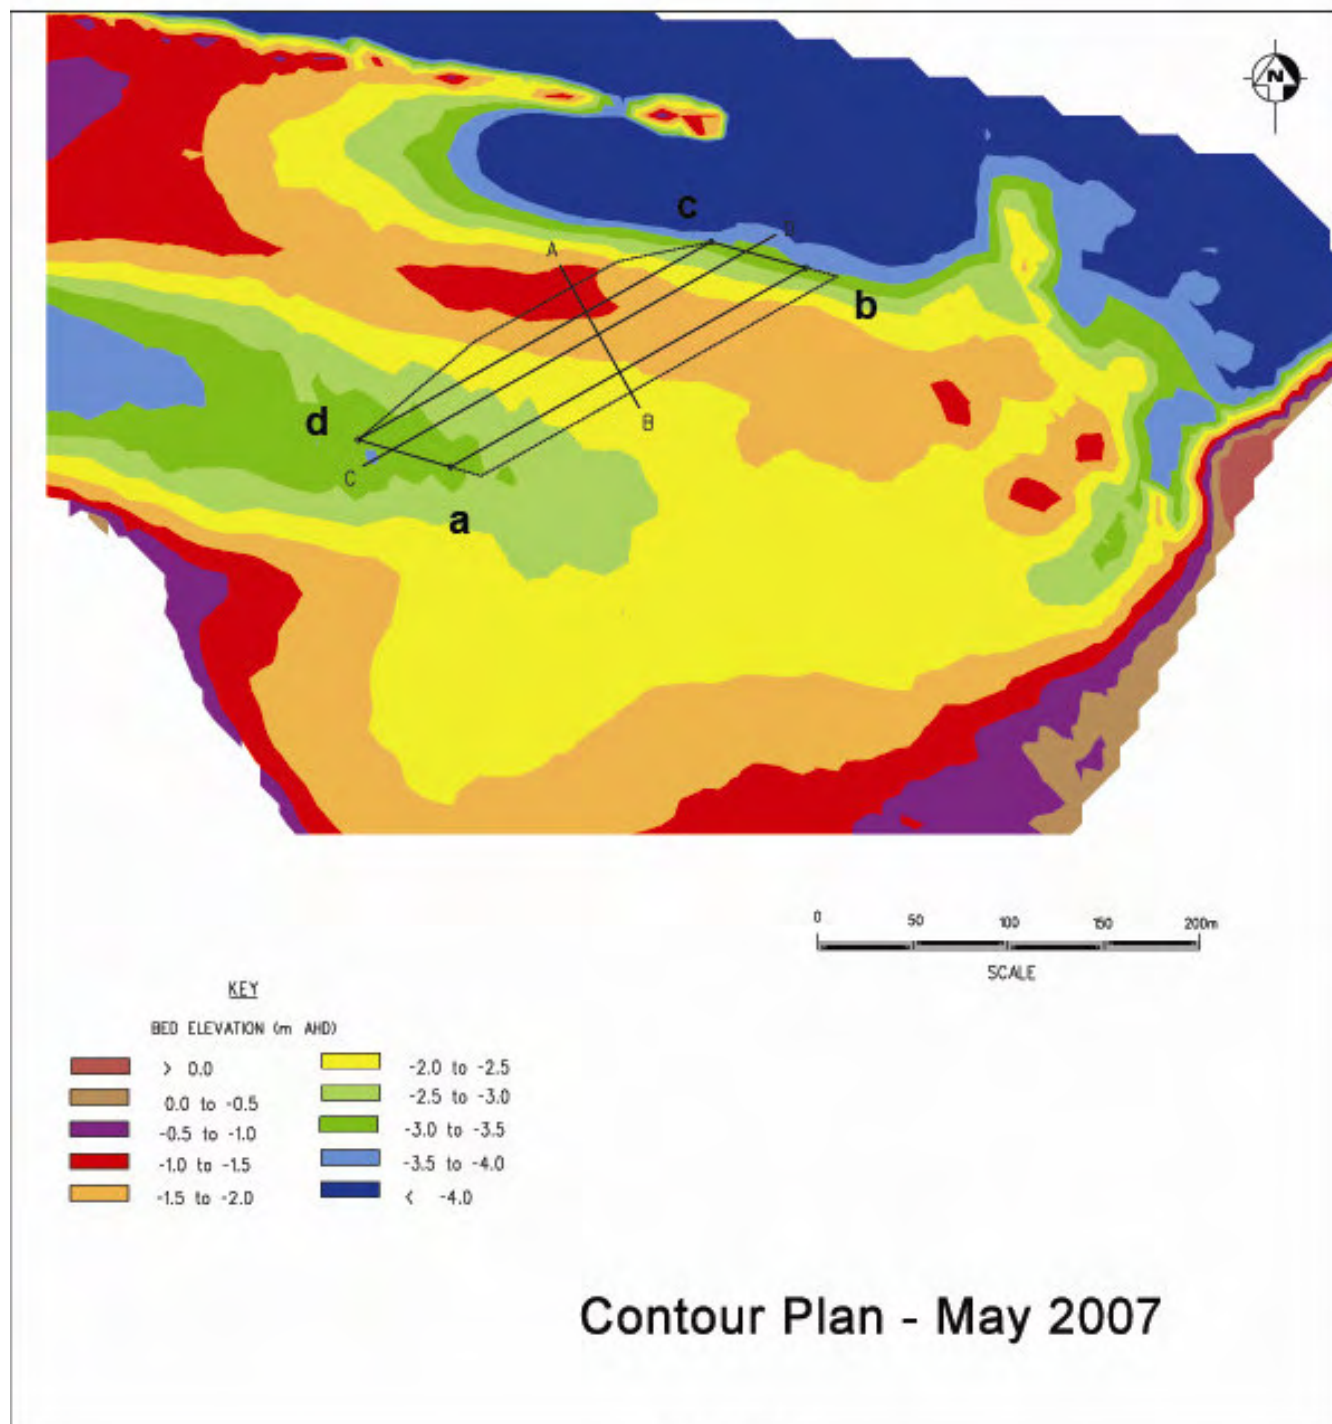 N
c
A
D
b
d
B
C
a
0 50 100 150 200m
SCALE
KEY
BED ELEVATION (m AHD)
> 0.0
0.0 to -0.5
-0.5 to -1.0
-1.0 to -1.5
-1.5 to -2.0
-2.0 to -2.5
-2.5 to -3.0
-3.0 to -3.5
-3.5 to -4.0
< -4.0
Contour Plan - May 2007